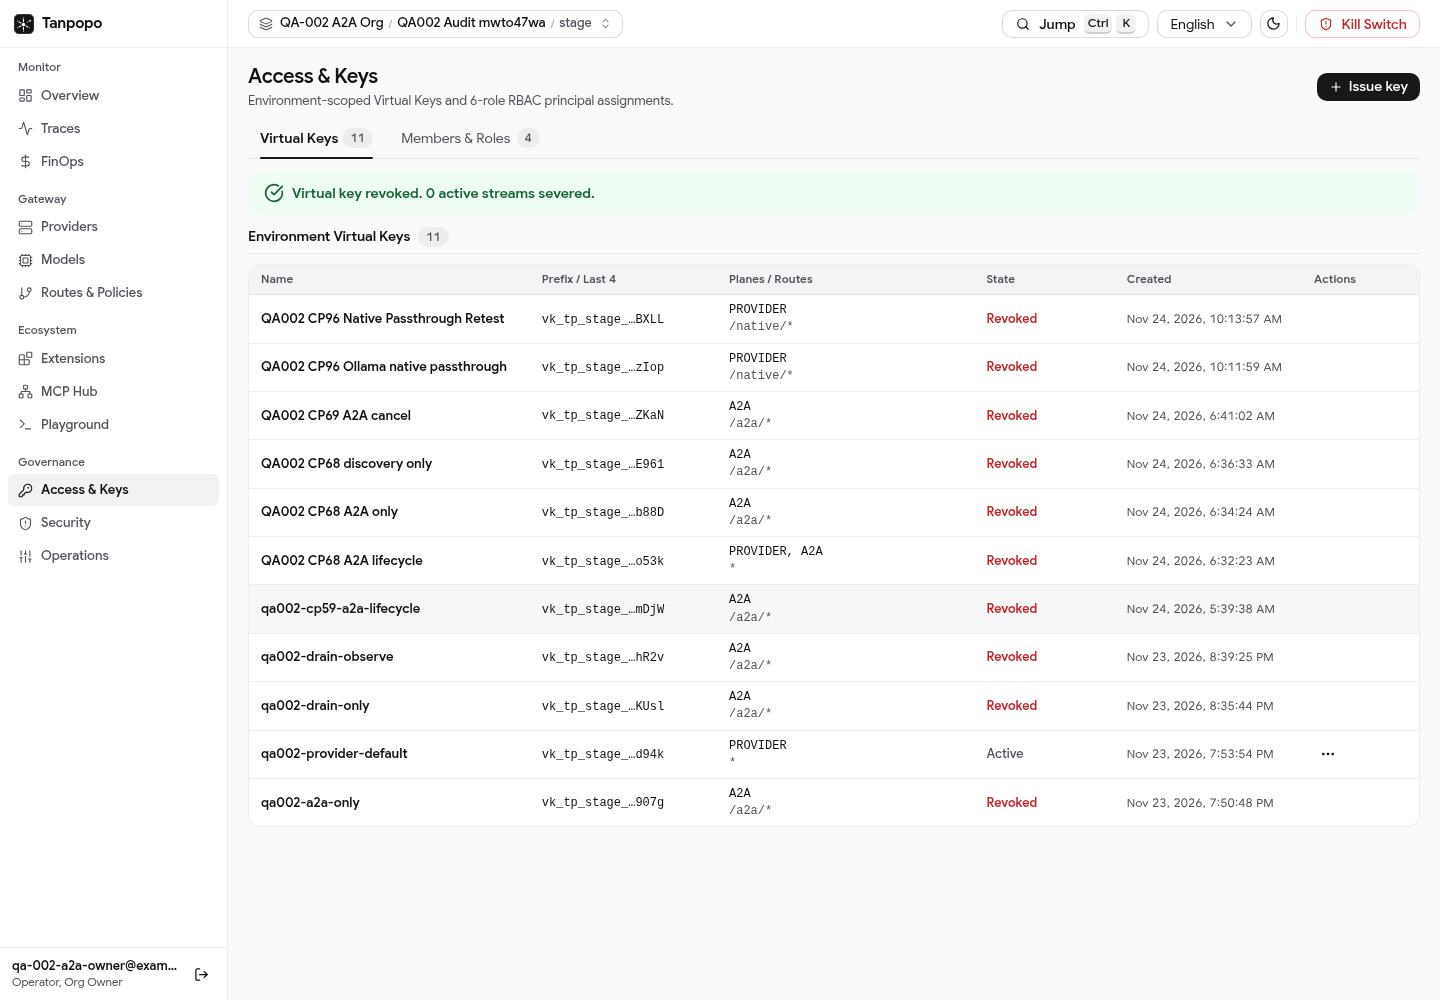 Tanpopo
QA-002 A2A Org / QA002 Audit mwto47wa / stage
Jump Ctrl K
English
Kill Switch
Monitor
Overview
Traces
FinOps
Gateway
Providers
Models
Routes & Policies
Ecosystem
Extensions
MCP Hub
Playground
Governance
Access & Keys
Security
Operations
qa-002-a2a-owner@exam...
Operator, Org Owner
Access & Keys
Environment-scoped Virtual Keys and 6-role RBAC principal assignments.
+ Issue key
Virtual Keys 11
Members & Roles 4
Virtual key revoked. 0 active streams severed.
Environment Virtual Keys 11
Name Prefix / Last 4 Planes / Routes State Created Actions
QA002 CP96 Native Passthrough Retest vk_tp_stage_…BXLL PROVIDER Revoked Nov 24, 2026, 10:13:57 AM
/native/*
QA002 CP96 Ollama native passthrough vk_tp_stage_…zIop PROVIDER Revoked Nov 24, 2026, 10:11:59 AM
/native/*
QA002 CP69 A2A cancel vk_tp_stage_…ZKaN A2A Revoked Nov 24, 2026, 6:41:02 AM
/a2a/*
QA002 CP68 discovery only vk_tp_stage_…E961 A2A Revoked Nov 24, 2026, 6:36:33 AM
/a2a/*
QA002 CP68 A2A only vk_tp_stage_…b88D A2A Revoked Nov 24, 2026, 6:34:24 AM
/a2a/*
QA002 CP68 A2A lifecycle vk_tp_stage_…o53k PROVIDER, A2A Revoked Nov 24, 2026, 6:32:23 AM
*
qa002-cp59-a2a-lifecycle vk_tp_stage_…mDjW A2A Revoked Nov 24, 2026, 5:39:38 AM
/a2a/*
qa002-drain-observe vk_tp_stage_…hR2v A2A Revoked Nov 23, 2026, 8:39:25 PM
/a2a/*
qa002-drain-only vk_tp_stage_…KUsl A2A Revoked Nov 23, 2026, 8:35:44 PM
/a2a/*
qa002-provider-default vk_tp_stage_…d94k PROVIDER Active Nov 23, 2026, 7:53:54 PM
*
qa002-a2a-only vk_tp_stage_…907g A2A Revoked Nov 23, 2026, 7:50:48 PM
/a2a/*